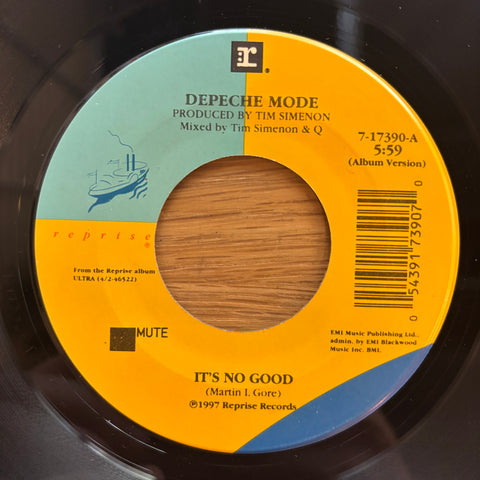 r
DEPECHE MODE
PRODUCED BY TIM SIMENON
Mixed by Tim Simenon & Q
7-17390-A
5:59
(Album Version)
reprise
®
From the Reprise album
ULTRA (4/2-46522)
MUTE
0 54391 73907 0
EMI Music Publishing Ltd.,
admin. by EMI Blackwood
Music Inc. BMI.
IT'S NO GOOD
(Martin L. Gore)
℗1997 Reprise Records